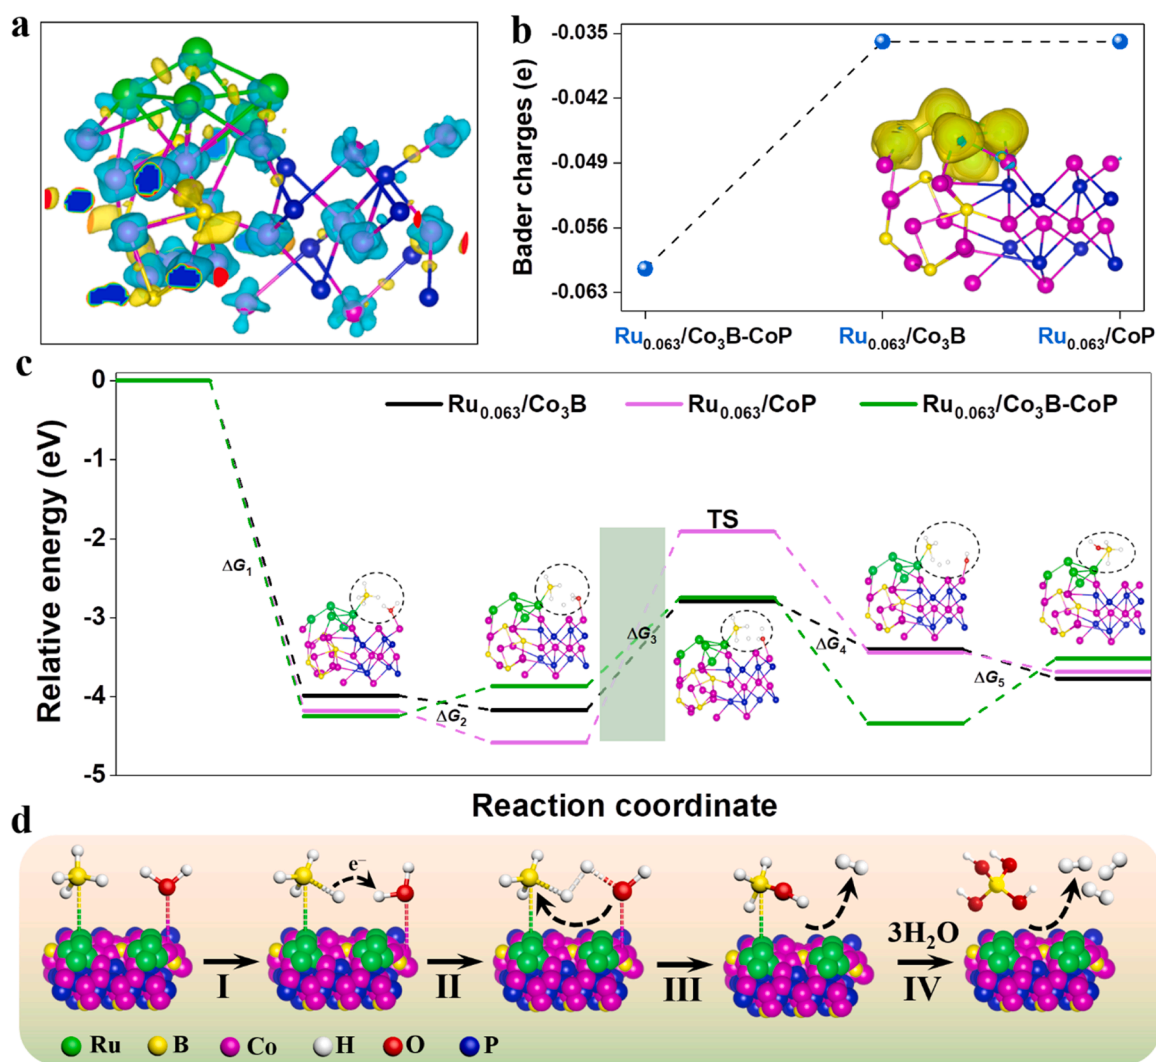 a
b
-0.035
-0.042
-0.049
-0.056
-0.063
Bader charges (e)
Ru₀.₀₆₃/Co₃B-CoP
Ru₀.₀₆₃/Co₃B
Ru₀.₀₆₃/CoP
c
0
-1
-2
-3
-4
-5
Relative energy (eV)
Ru₀.₀₆₃/Co₃B
Ru₀.₀₆₃/CoP
Ru₀.₀₆₃/Co₃B-CoP
TS
ΔG₁
ΔG₂
ΔG₃
ΔG₄
ΔG₅
Reaction coordinate
d
e⁻
I
II
III
3H₂O
IV
Ru B Co H O P